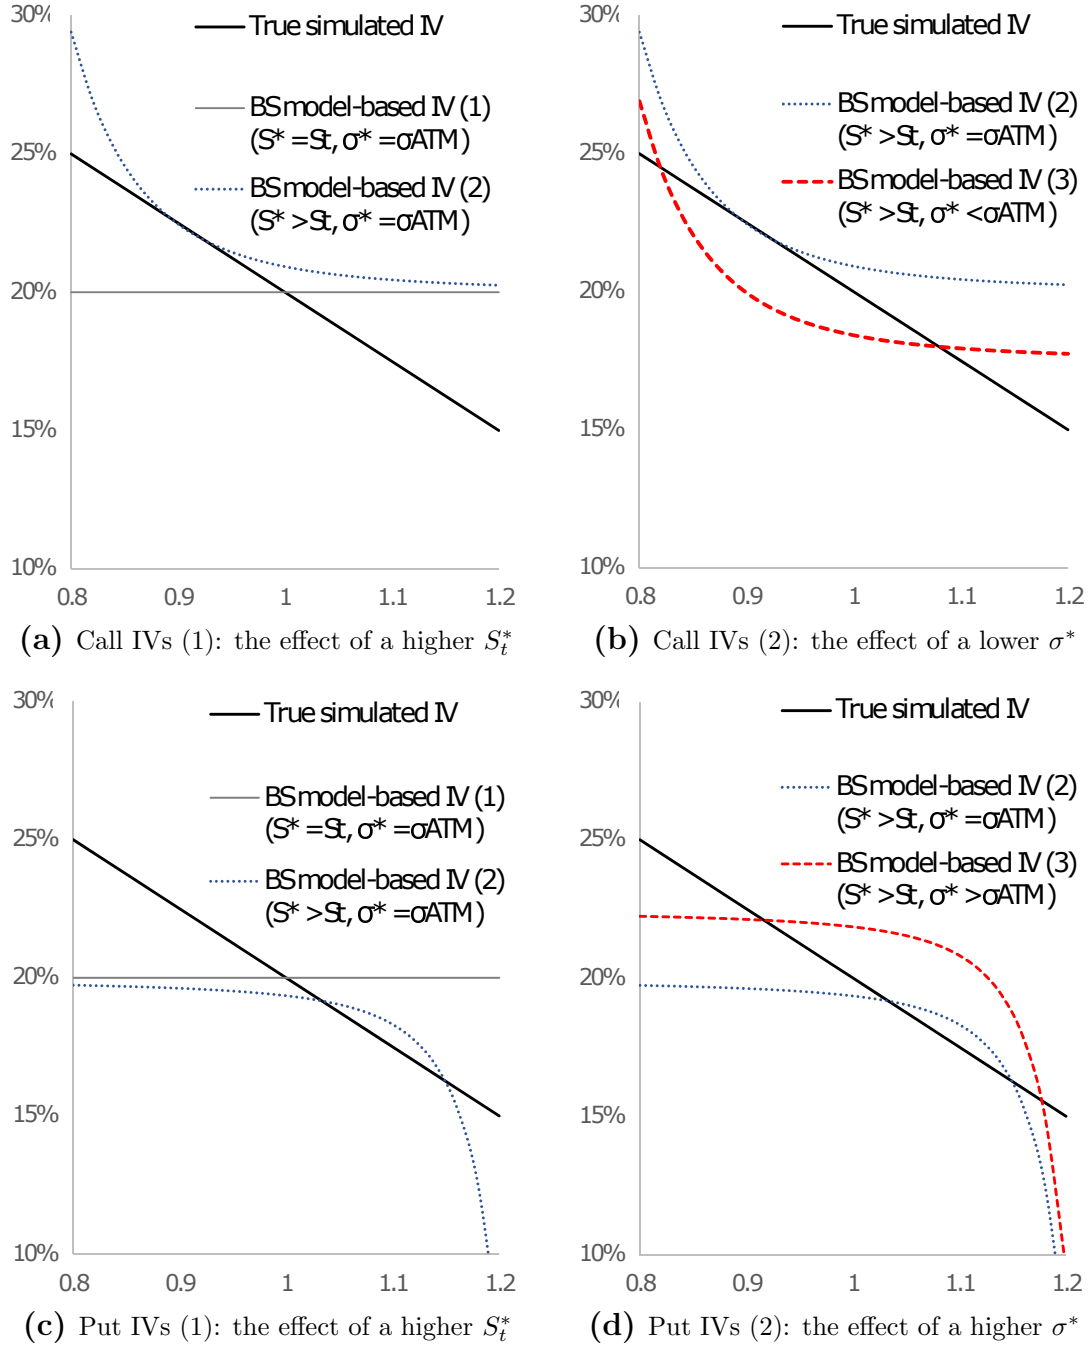 30%
25%
20%
15%
10%
0.8 0.9 1 1.1 1.2
True simulated IV
BS model-based IV (1)
(S* = St, σ* = σATM)
BS model-based IV (2)
(S* > St, σ* = σATM)
(a) Call IVs (1): the effect of a higher S*t
30%
25%
20%
15%
10%
0.8 0.9 1 1.1 1.2
True simulated IV
BS model-based IV (2)
(S* > St, σ* = σATM)
BS model-based IV (3)
(S* > St, σ* < σATM)
(b) Call IVs (2): the effect of a lower σ*
30%
25%
20%
15%
10%
0.8 0.9 1 1.1 1.2
True simulated IV
BS model-based IV (1)
(S* = St, σ* = σATM)
BS model-based IV (2)
(S* > St, σ* = σATM)
(c) Put IVs (1): the effect of a higher S*t
30%
25%
20%
15%
10%
0.8 0.9 1 1.1 1.2
True simulated IV
BS model-based IV (2)
(S* > St, σ* = σATM)
BS model-based IV (3)
(S* > St, σ* > σATM)
(d) Put IVs (2): the effect of a higher σ*